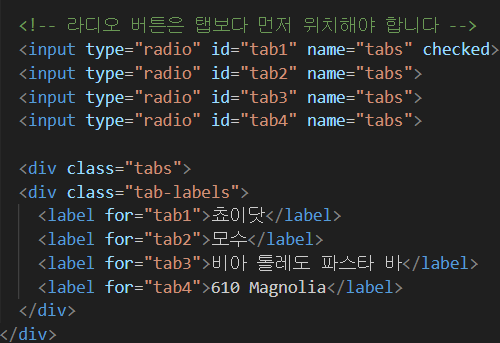 <!-- 라디오 버튼은 탭보다 먼저 위치해야 합니다 -->
<input type="radio" id="tab1" name="tabs" checked>
<input type="radio" id="tab2" name="tabs">
<input type="radio" id="tab3" name="tabs">
<input type="radio" id="tab4" name="tabs">
<div class="tabs">
<div class="tab-labels">
<label for="tab1">쵸이닷</label>
<label for="tab2">모수</label>
<label for="tab3">비아 톨레도 파스타 바</label>
<label for="tab4">610 Magnolia</label>
</div>
</div>